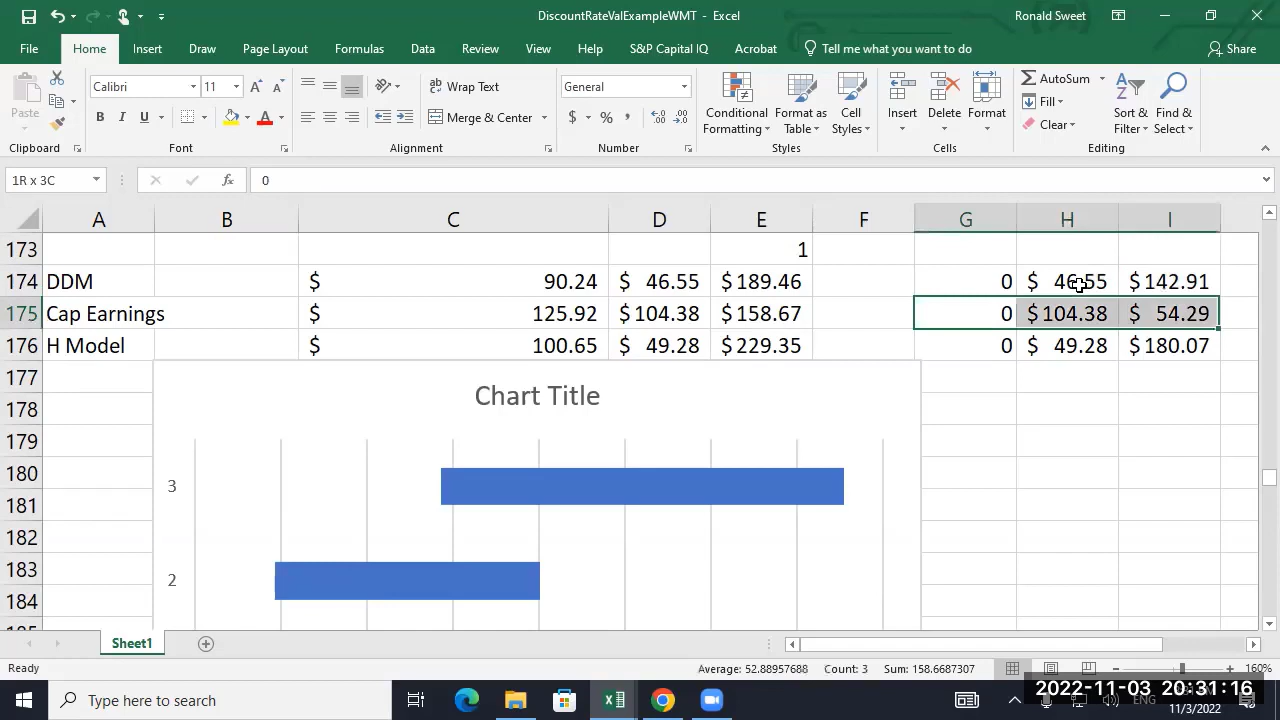 DiscountRateValExampleWMT - Excel
Ronald Sweet
File Home Insert Draw Page Layout Formulas Data Review View Help S&P Capital IQ Acrobat Tell me what you want to do Share
Paste
Clipboard
Calibri 11
B I U
Font
Wrap Text
Merge & Center
Alignment
General
$ % ,
Number
Conditional Formatting
Format as Table
Cell Styles
Styles
Insert Delete Format
Cells
AutoSum
Fill
Clear
Sort & Filter
Find & Select
Editing
1R x 3C fx 0
A B C D E F G H I
173 1
174 DDM $ 90.24 $ 46.55 $189.46 0 $ 46.55 $142.91
175 Cap Earnings $ 125.92 $104.38 $158.67 0 $104.38 $ 54.29
176 H Model $ 100.65 $ 49.28 $229.35 0 $ 49.28 $180.07
177
178
179
180
181
182
183
184
Chart Title
3
2
Sheet1
Ready Average: 52.88957688 Count: 3 Sum: 158.6687307 160%
Type here to search
2022-11-03 20:31:16
ENG
11/3/2022